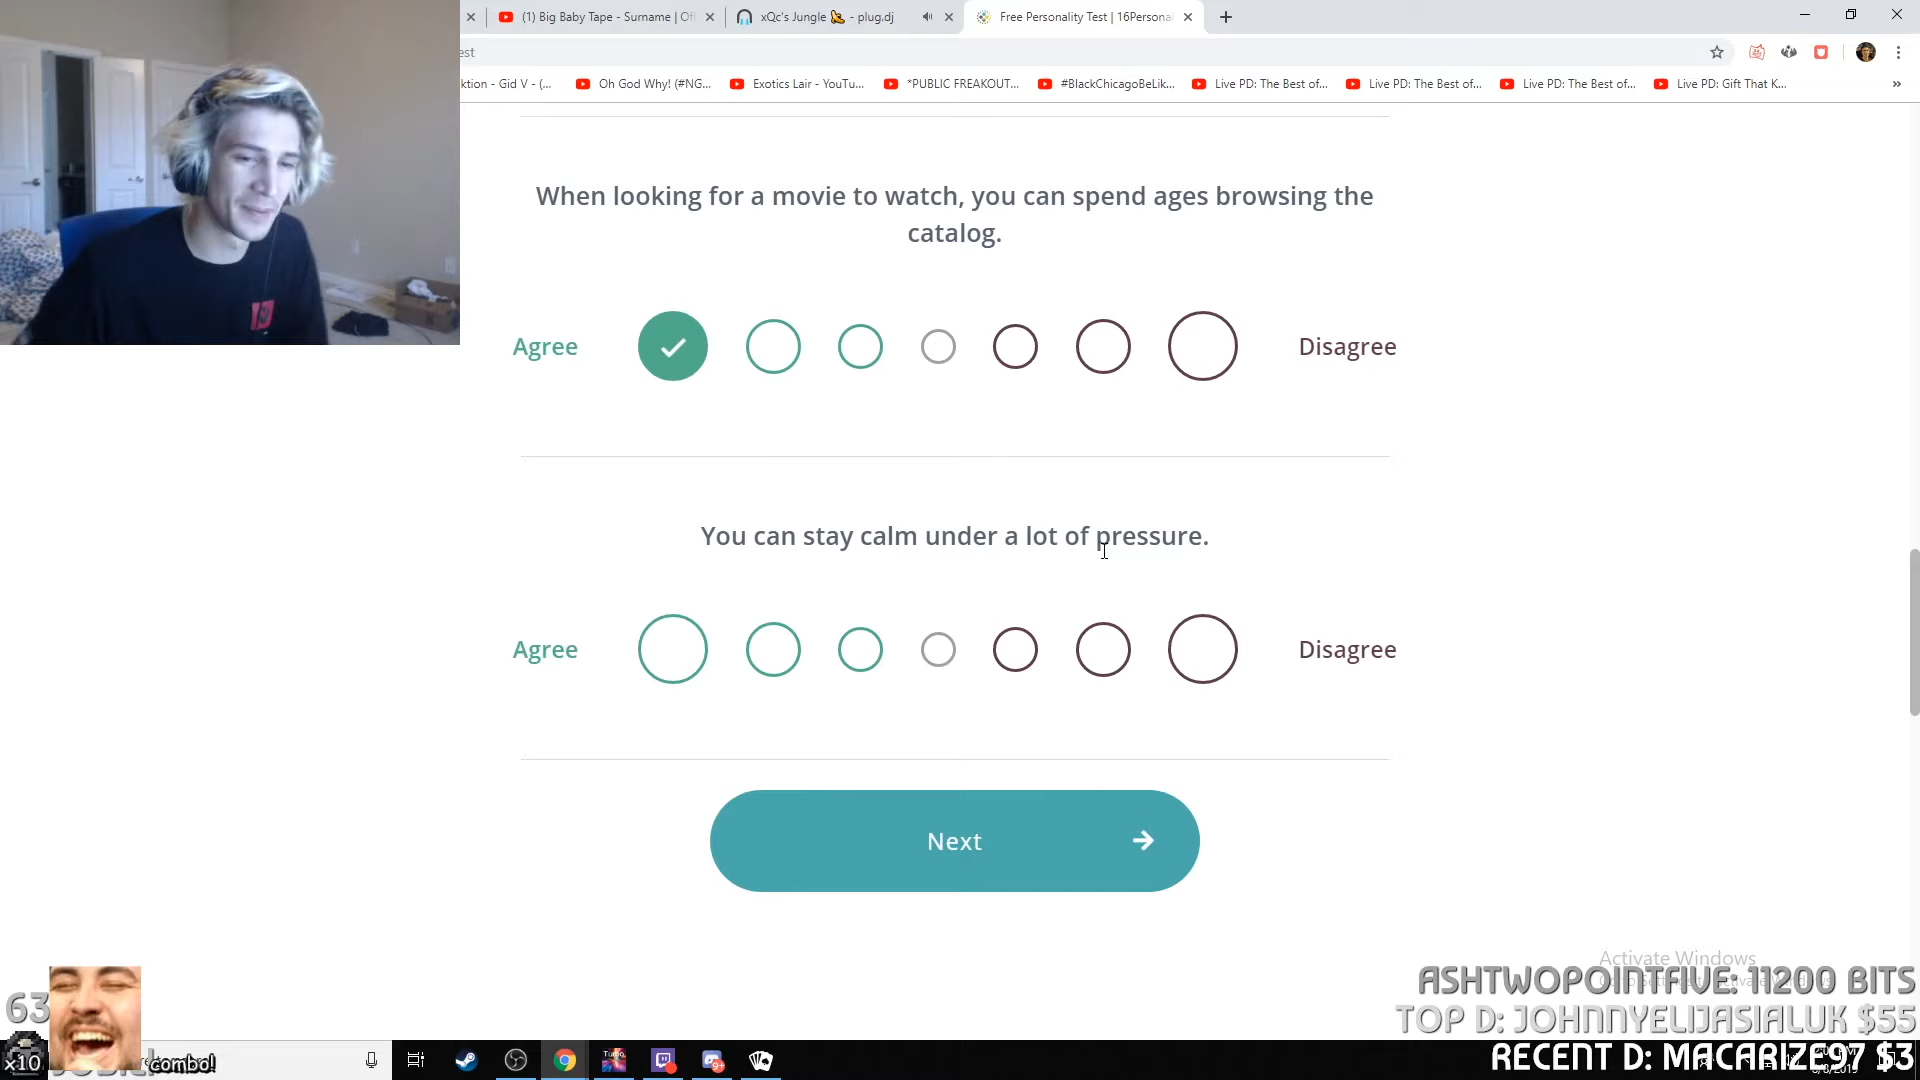 (1) Big Baby Tape - Surname | Of
xQc's Jungle - plug.dj
Free Personality Test | 16Persona
est
ktion - Gid V - (...
Oh God Why! (#NG...
Exotics Lair - YouTu...
*PUBLIC FREAKOUT...
#BlackChicagoBeLik...
Live PD: The Best of...
Live PD: The Best of...
Live PD: The Best of...
Live PD: Gift That K...
When looking for a movie to watch, you can spend ages browsing the
catalog.
Agree
Disagree
You can stay calm under a lot of pressure.
Agree
Disagree
Next
Activate Windows
ASHTWOPOINTFIVE: 11200 BITS
TOP D: JOHNNYELIJASIALUK $55
RECENT D: MACARIZE97 $3
63
x10
combo!
9+